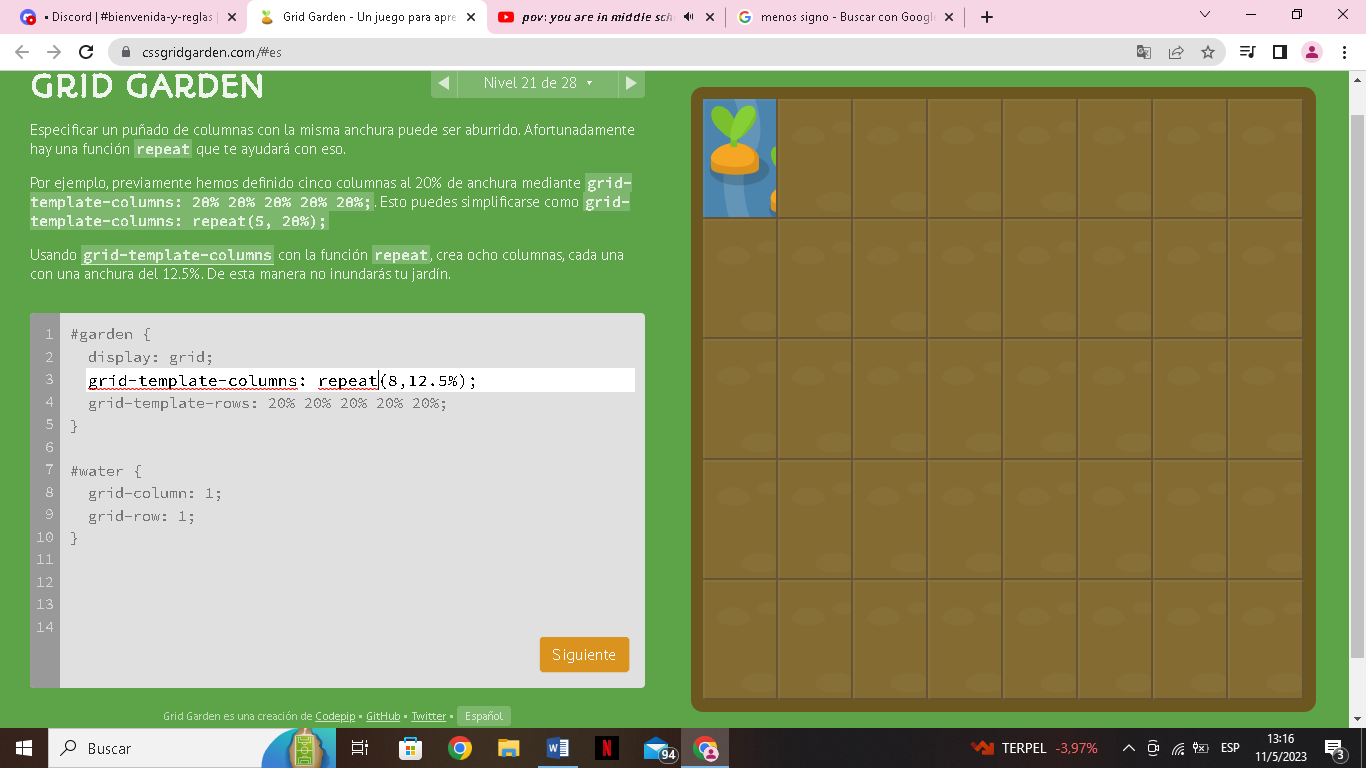 • Discord | #bienvenida-y-reglas
Grid Garden - Un juego para apre
pov: you are in middle sch
menos signo - Buscar con Googl
cssgridgarden.com/#es
GRID GARDEN
Nivel 21 de 28
Especificar un puñado de columnas con la misma anchura puede ser aburrido. Afortunadamente
hay una función repeat que te ayudará con eso.
Por ejemplo, previamente hemos definido cinco columnas al 20% de anchura mediante grid-
template-columns: 20% 20% 20% 20% 20%;. Esto puedes simplificarse como grid-
template-columns: repeat(5, 20%);
Usando grid-template-columns con la función repeat, crea ocho columnas, cada una
con una anchura del 12.5%. De esta manera no inundarás tu jardín.
1 #garden {
2 display: grid;
3 grid-template-columns: repeat(8,12.5%);
4 grid-template-rows: 20% 20% 20% 20% 20%;
5 }
6
7 #water {
8 grid-column: 1;
9 grid-row: 1;
10 }
11
12
13
14
Siguiente
Grid Garden es una creación de Codepip • GitHub • Twitter • Español
Buscar
W
N
94
TERPEL -3,97%
ESP
13:16
11/5/2023
3